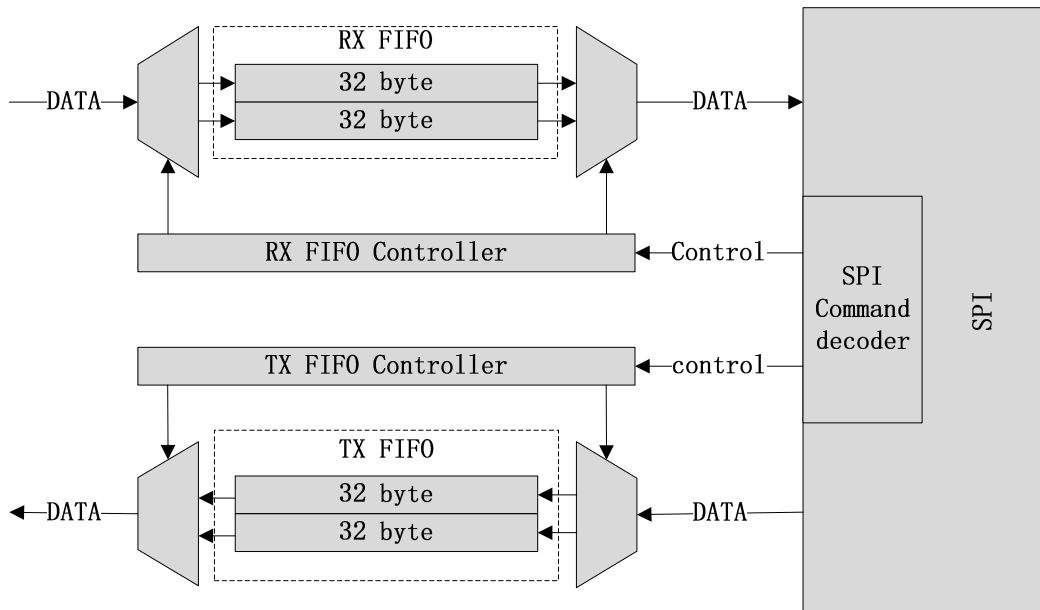 RX FIFO
32 byte
DATA
DATA
32 byte
RX FIFO Controller
Control
SPI
Command
decoder
SPI
TX FIFO Controller
control
TX FIFO
32 byte
DATA
DATA
32 byte